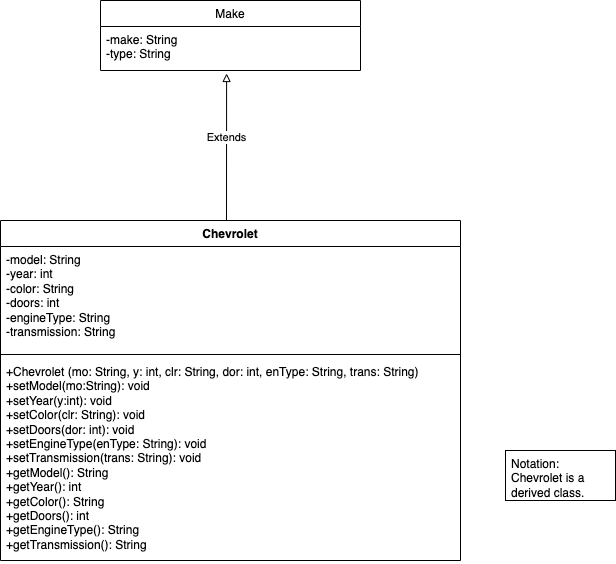 Make
-make: String
-type: String
Extends
Chevrolet
-model: String
-year: int
-color: String
-doors: int
-engineType: String
-transmission: String
+Chevrolet (mo: String, y: int, clr: String, dor: int, enType: String, trans: String)
+setModel(mo:String): void
+setYear(y:int): void
+setColor(clr: String): void
+setDoors(dor: int): void
+setEngineType(enType: String): void
+setTransmission(trans: String): void
+getModel(): String
+getYear(): int
+getColor(): String
+getDoors(): int
+getEngineType(): String
+getTransmission(): String
Notation:
Chevrolet is a
derived class.